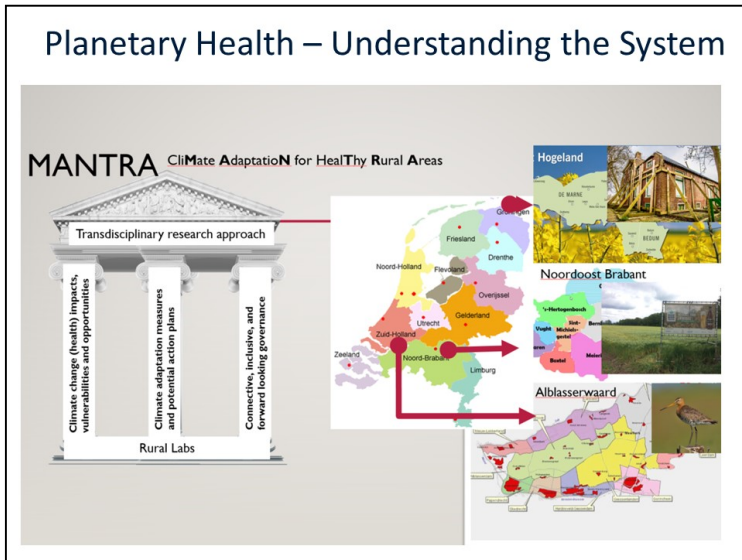 Planetary Health – Understanding the System
MANTRA CliMate AdaptatioN for HealThy Rural Areas
Transdisciplinary research approach
Climate change (health) impacts,
vulnerabilities and opportunities
Climate adaptation measures
and potential action plans
Connective, inclusive, and
forward looking governance
Rural Labs
Groningen
Friesland
Drenthe
Noord-Holland
Flevoland
Overijssel
Utrecht
Gelderland
Zuid-Holland
Zeeland
Noord-Brabant
Limburg
Hogeland
DE MARNE
BEDUM
Noordoost Brabant
's-Hertogenbosch
Vught
Sint-
Michiels-
gestel
Boxtel
Alblasserwaard